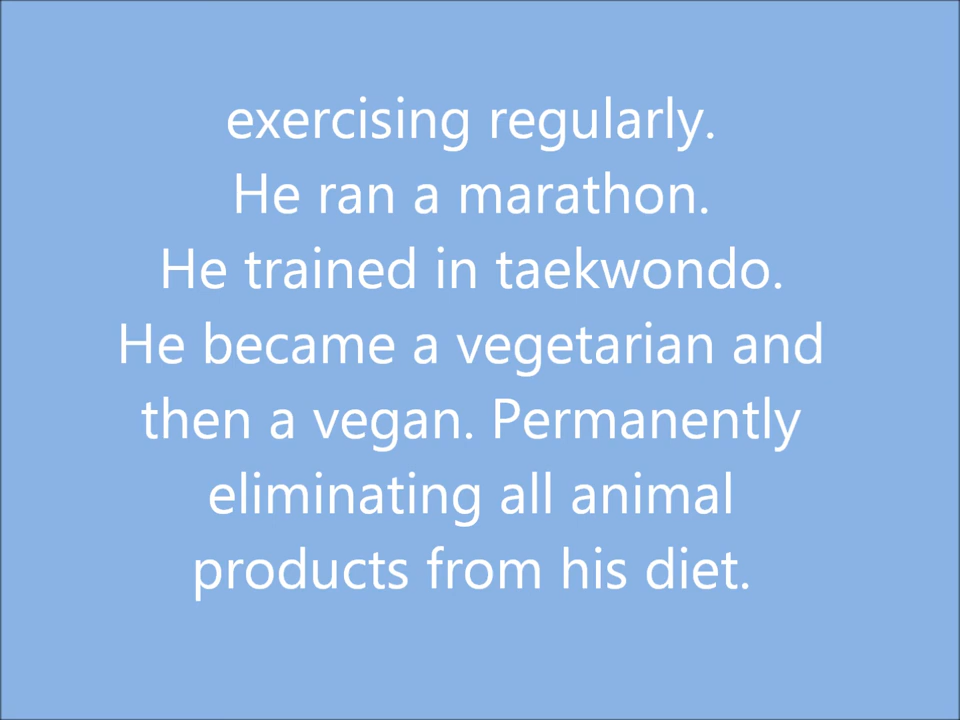 exercising regularly.
He ran a marathon.
He trained in taekwondo.
He became a vegetarian and
then a vegan. Permanently
eliminating all animal
products from his diet.